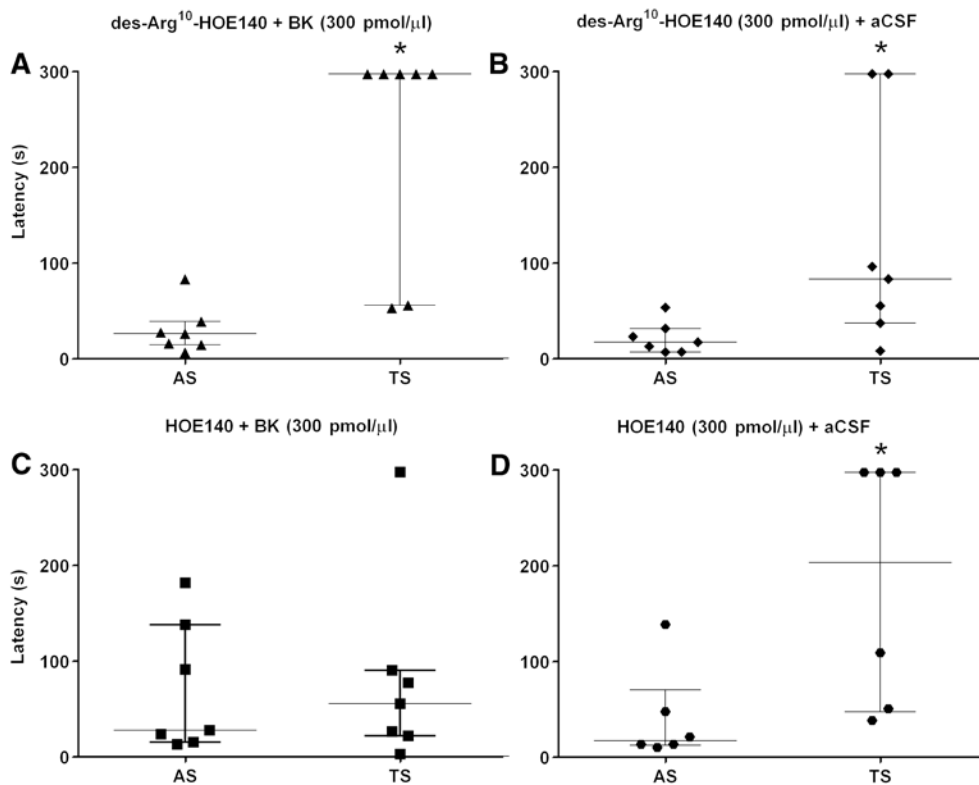 des-Arg¹⁰-HOE140 + BK (300 pmol/µl)
A
*
300
200
100
0
Latency (s)
AS
TS
des-Arg¹⁰-HOE140 (300 pmol/µl) + aCSF
B
*
300
200
100
0
AS
TS
HOE140 + BK (300 pmol/µl)
C
300
200
100
0
Latency (s)
AS
TS
HOE140 (300 pmol/µl) + aCSF
D
*
300
200
100
0
AS
TS